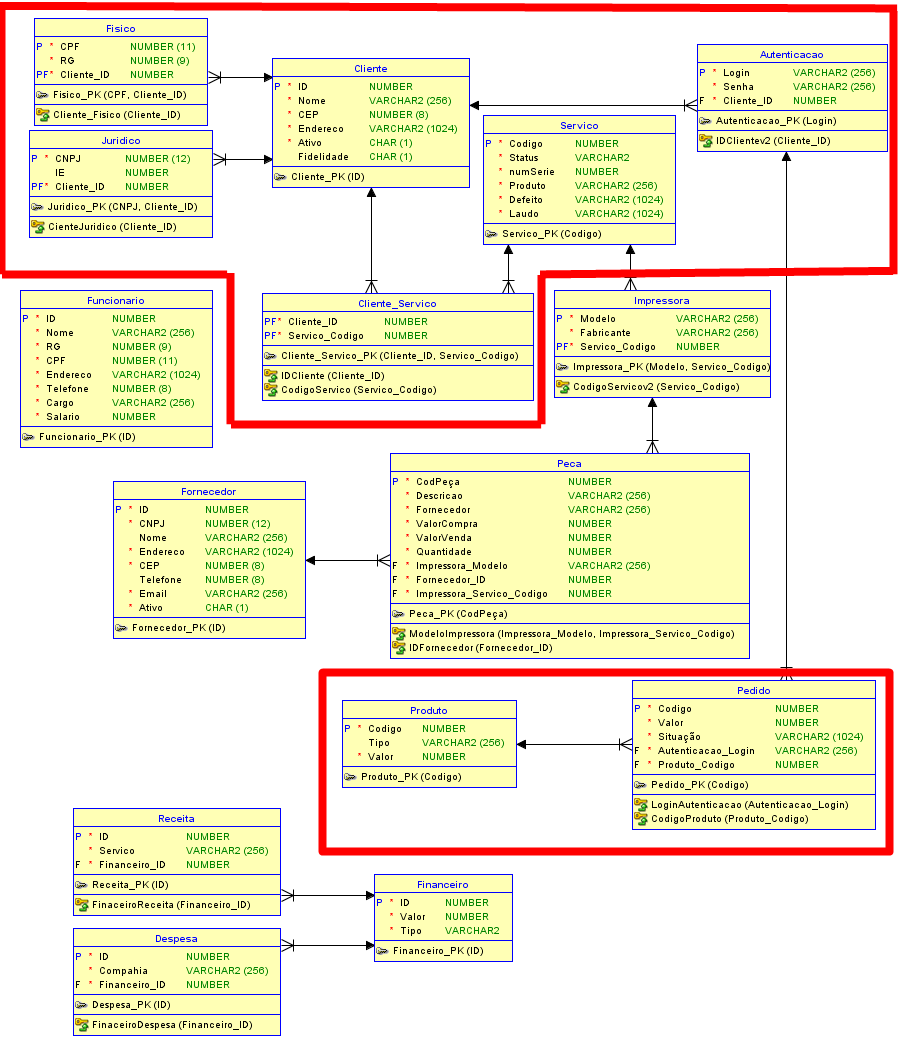 Fisico
P * CPF NUMBER (11)
* RG NUMBER (9)
PF* Cliente_ID NUMBER
Fisico_PK (CPF, Cliente_ID)
Cliente_Fisico (Cliente_ID)
Juridico
P * CNPJ NUMBER (12)
IE NUMBER
PF* Cliente_ID NUMBER
Juridico_PK (CNPJ, Cliente_ID)
CienteJuridico (Cliente_ID)
Cliente
P * ID NUMBER
* Nome VARCHAR2 (256)
* CEP NUMBER (8)
* Endereco VARCHAR2 (1024)
* Ativo CHAR (1)
Fidelidade CHAR (1)
Cliente_PK (ID)
Servico
P * Codigo NUMBER
* Status VARCHAR2
* numSerie NUMBER
* Produto VARCHAR2 (256)
* Defeito VARCHAR2 (1024)
* Laudo VARCHAR2 (1024)
Servico_PK (Codigo)
Autenticacao
P * Login VARCHAR2 (256)
* Senha VARCHAR2 (256)
F * Cliente_ID NUMBER
Autenticacao_PK (Login)
IDClientev2 (Cliente_ID)
Funcionario
P * ID NUMBER
* Nome VARCHAR2 (256)
* RG NUMBER (9)
* CPF NUMBER (11)
* Endereco VARCHAR2 (1024)
* Telefone NUMBER (8)
* Cargo VARCHAR2 (256)
* Salario NUMBER
Funcionario_PK (ID)
Cliente_Servico
PF* Cliente_ID NUMBER
PF* Servico_Codigo NUMBER
Cliente_Servico_PK (Cliente_ID, Servico_Codigo)
IDCliente (Cliente_ID)
CodigoServico (Servico_Codigo)
Impressora
P * Modelo VARCHAR2 (256)
* Fabricante VARCHAR2 (256)
PF* Servico_Codigo NUMBER
Impressora_PK (Modelo, Servico_Codigo)
CodigoServicov2 (Servico_Codigo)
Fornecedor
P * ID NUMBER
* CNPJ NUMBER (12)
Nome VARCHAR2 (256)
* Endereco VARCHAR2 (1024)
* CEP NUMBER (8)
Telefone NUMBER (8)
* Email VARCHAR2 (256)
* Ativo CHAR (1)
Fornecedor_PK (ID)
Peca
P * CodPeça NUMBER
* Descricao VARCHAR2 (256)
* Fornecedor VARCHAR2 (256)
* ValorCompra NUMBER
* ValorVenda NUMBER
* Quantidade NUMBER
F * Impressora_Modelo VARCHAR2 (256)
F * Fornecedor_ID NUMBER
F * Impressora_Servico_Codigo NUMBER
Peca_PK (CodPeça)
ModeloImpressora (Impressora_Modelo, Impressora_Servico_Codigo)
IDFornecedor (Fornecedor_ID)
Produto
P * Codigo NUMBER
Tipo VARCHAR2 (256)
* Valor NUMBER
Produto_PK (Codigo)
Pedido
P * Codigo NUMBER
* Valor NUMBER
* Situação VARCHAR2 (1024)
F * Autenticacao_Login VARCHAR2 (256)
F * Produto_Codigo NUMBER
Pedido_PK (Codigo)
LoginAutenticacao (Autenticacao_Login)
CodigoProduto (Produto_Codigo)
Receita
P * ID NUMBER
* Servico VARCHAR2 (256)
F * Financeiro_ID NUMBER
Receita_PK (ID)
FinaceiroReceita (Financeiro_ID)
Financeiro
P * ID NUMBER
* Valor NUMBER
* Tipo VARCHAR2
Financeiro_PK (ID)
Despesa
P * ID NUMBER
* Compahia VARCHAR2 (256)
F * Financeiro_ID NUMBER
Despesa_PK (ID)
FinaceiroDespesa (Financeiro_ID)